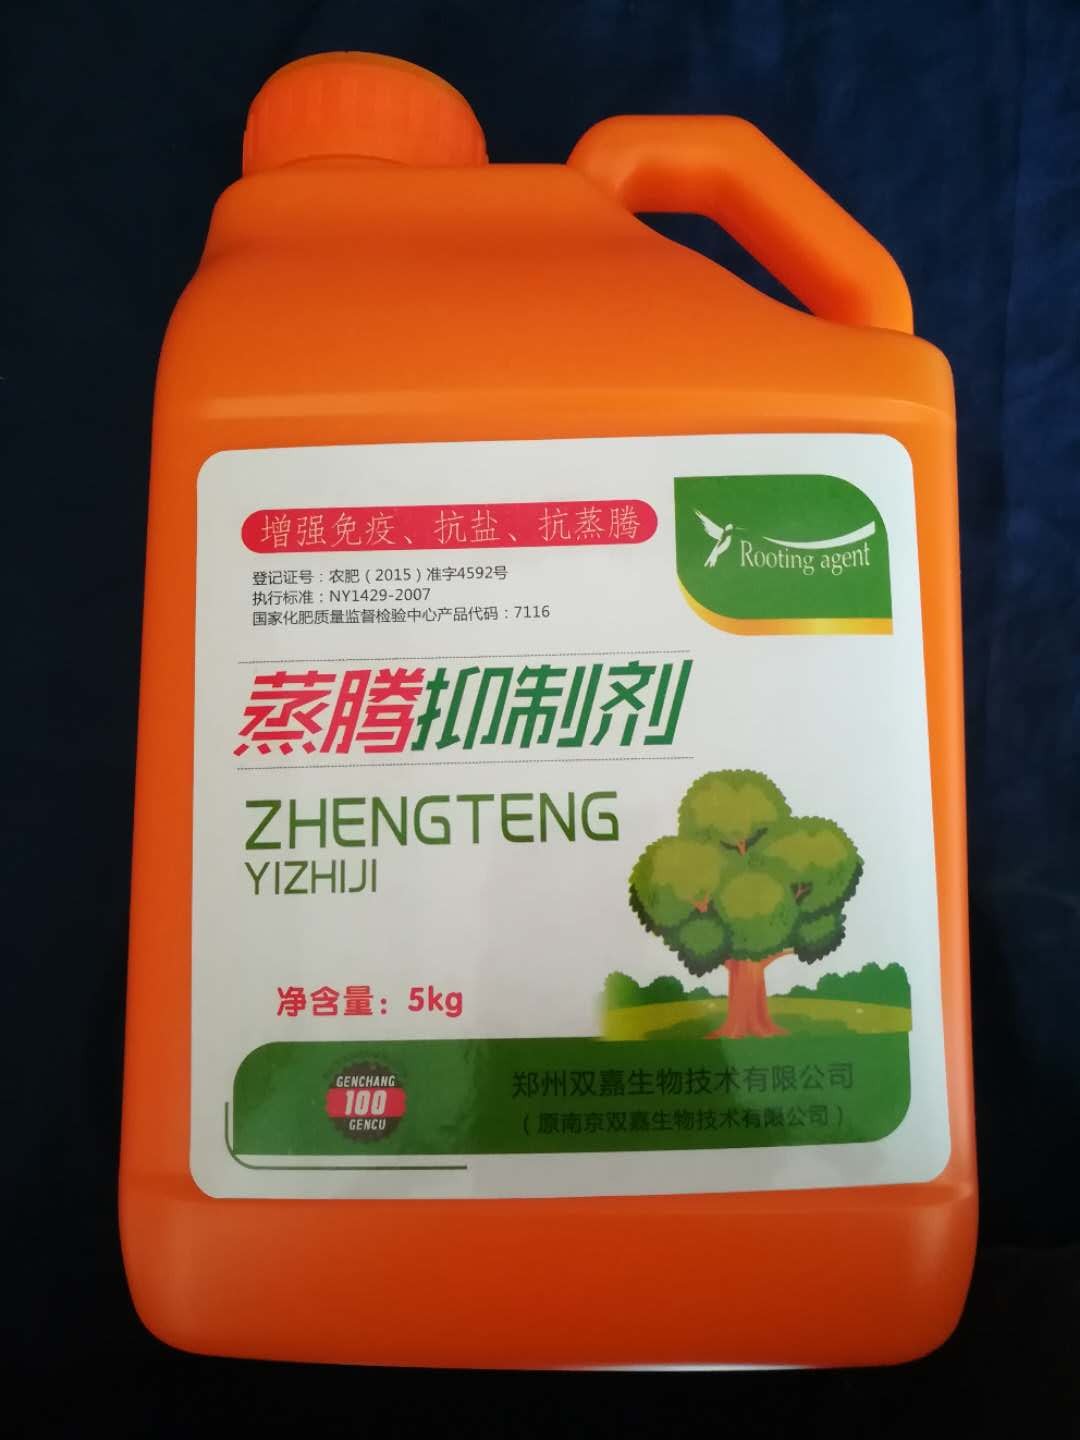 增强免疫、抗盐、抗蒸腾
Rooting agent
登记证号：农肥（2015）准字4592号
执行标准：NY1429-2007
国家化肥质量监督检验中心产品代码：7116
蒸腾抑制剂
ZHENGTENG
YIZHIJI
净含量：5kg
GENCHANG
100
GENCU
郑州双嘉生物技术有限公司
（原南京双嘉生物技术有限公司）